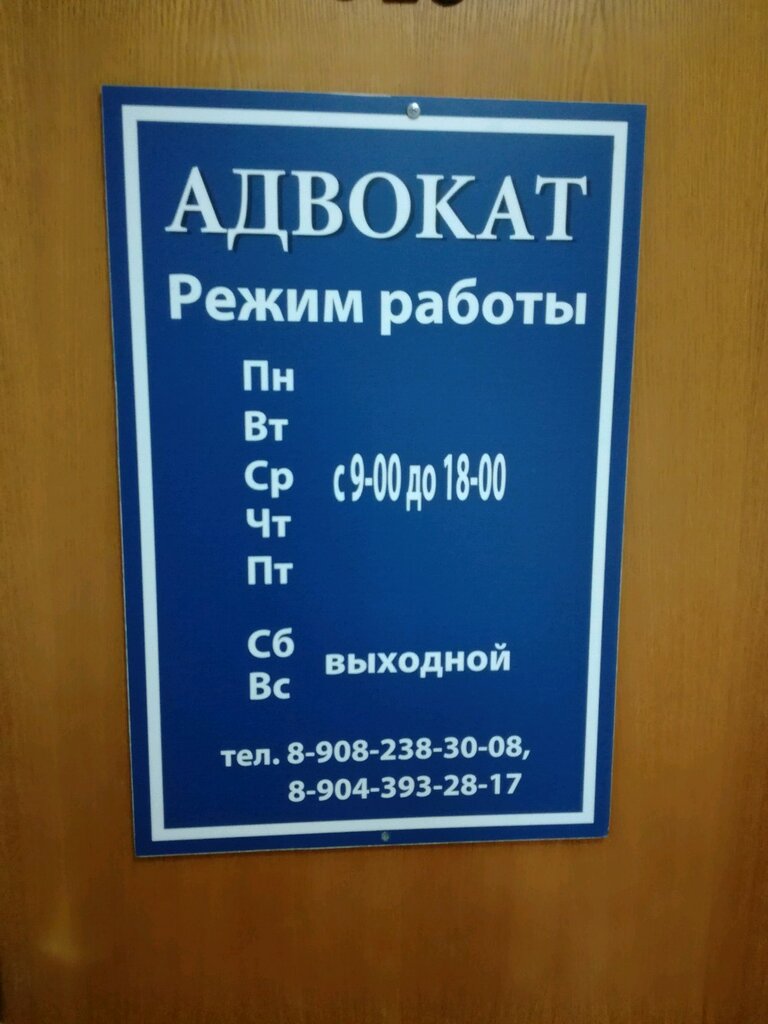 АДВОКАТ
Режим работы
Пн
Вт
Ср с 9-00 до 18-00
Чт
Пт
Сб
выходной
Вс
тел. 8-908-238-30-08,
8-904-393-28-17